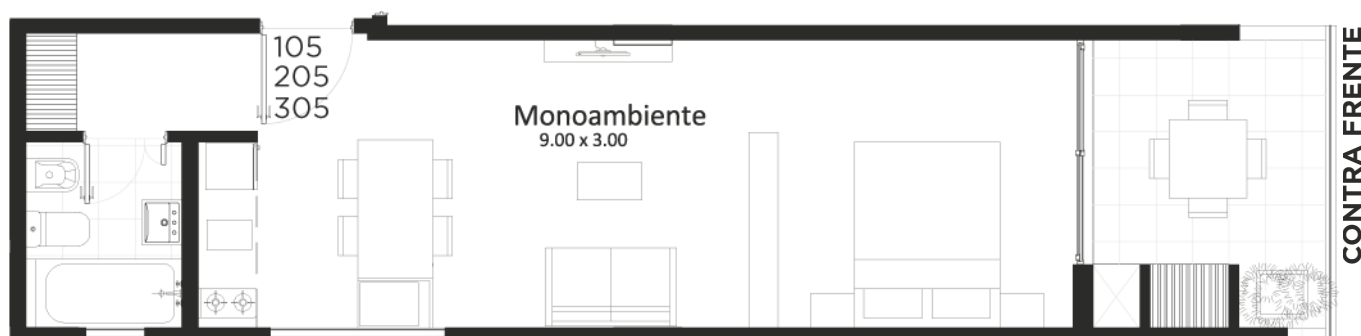 105
205
305
Monoambiente
9.00 x 3.00
CONTRA FRENTE